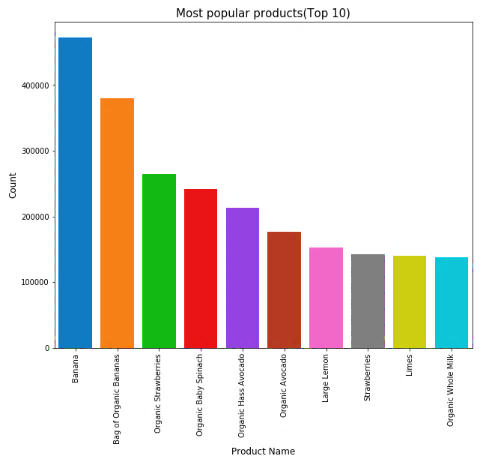 Most popular products(Top 10)
400000
300000
200000
100000
0
Count
Banana
Bag of Organic Bananas
Organic Strawberries
Organic Baby Spinach
Organic Hass Avocado
Organic Avocado
Large Lemon
Strawberries
Limes
Organic Whole Milk
Product Name